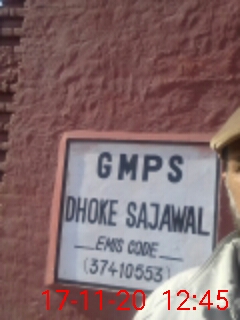 GMPS
DHOKE SAJAWAL
EMIS CODE
(37410553)
17-11-20 12:45